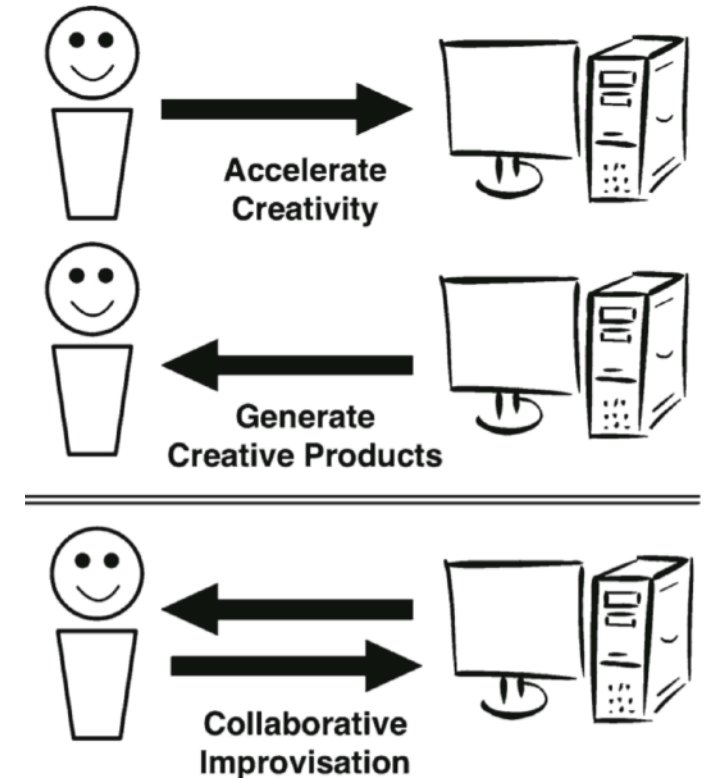 Accelerate
Creativity
Generate
Creative Products
Collaborative
Improvisation